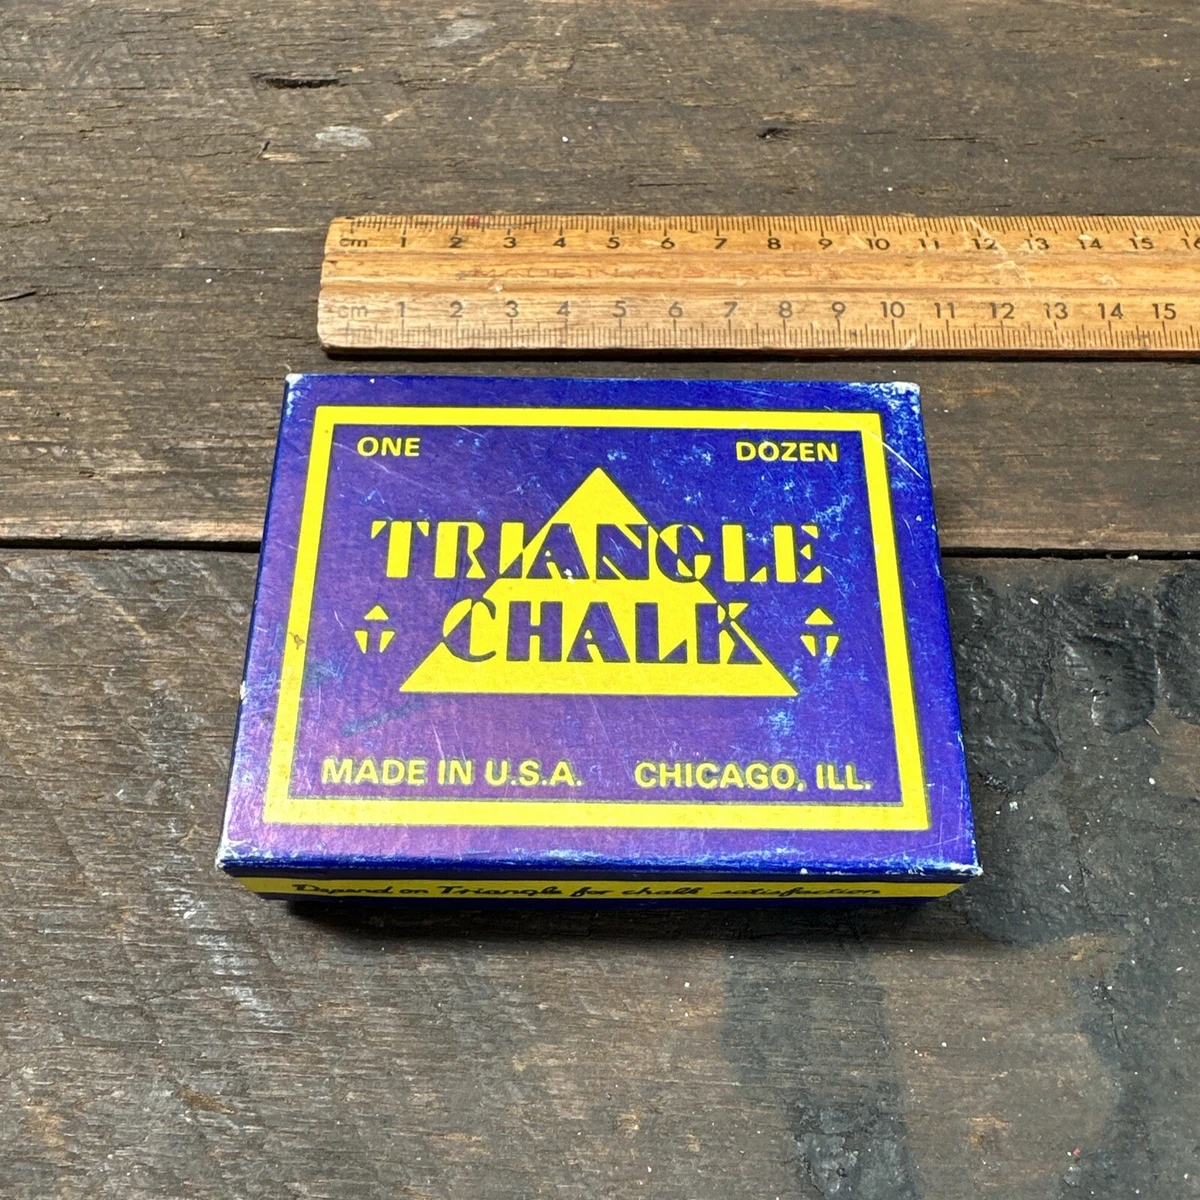 cm 1 2 3 4 5 6 7 8 9 10 11 12 13 14 15 16
cm 1 2 3 4 5 6 7 8 9 10 11 12 13 14 15
ONE DOZEN
TRIANGLE
CHALK
MADE IN U.S.A. CHICAGO, ILL.
Depend on Triangle for chalk satisfaction